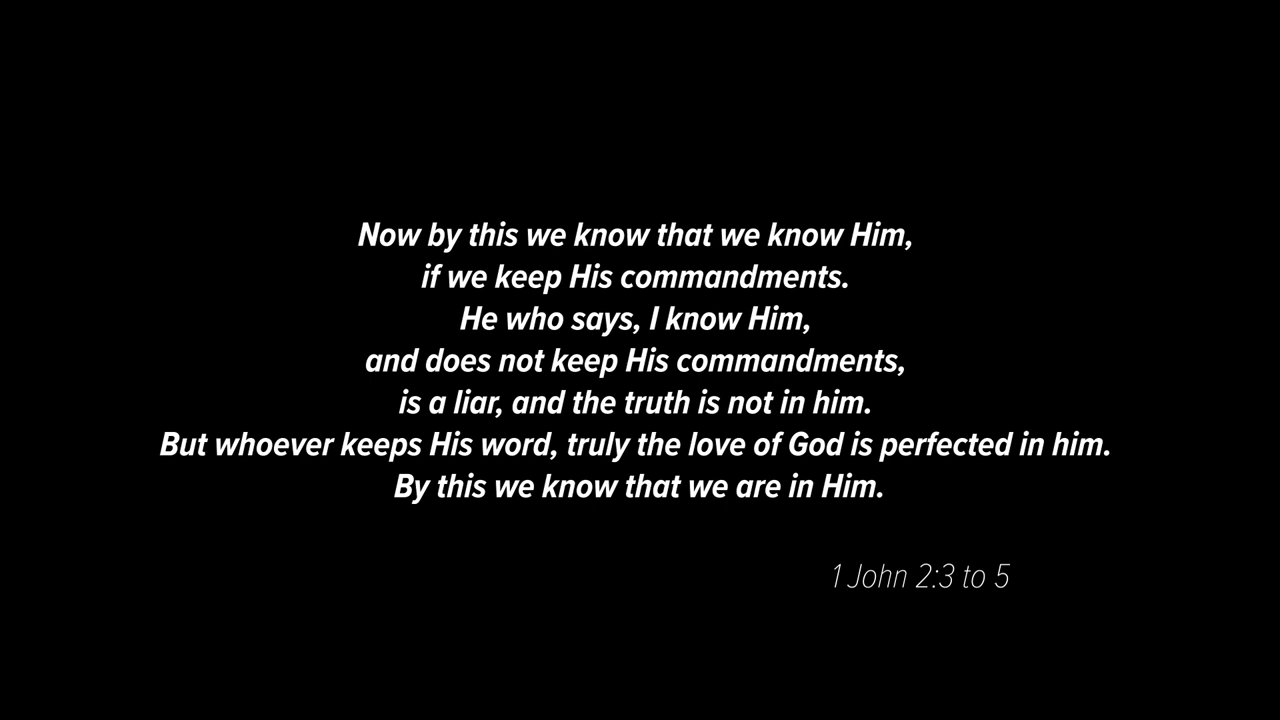 Now by this we know that we know Him,
if we keep His commandments.
He who says, I know Him,
and does not keep His commandments,
is a liar, and the truth is not in him.
But whoever keeps His word, truly the love of God is perfected in him.
By this we know that we are in Him.
1 John 2:3 to 5